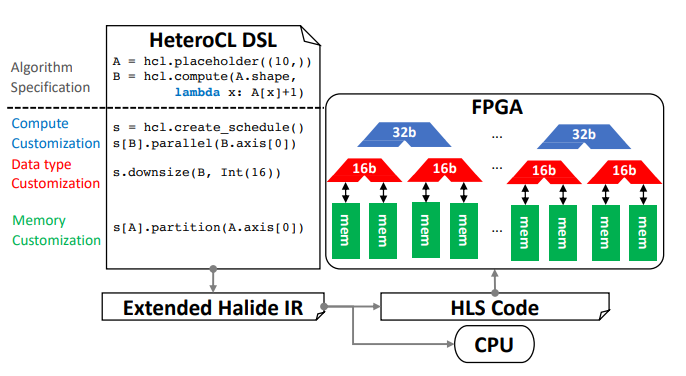 HeteroCL DSL
Algorithm
Specification
A = hcl.placeholder((10,))
B = hcl.compute(A.shape,
lambda x: A[x]+1)
Compute
Customization
s = hcl.create_schedule()
s[B].parallel(B.axis[0])
Data type
Customization
s.downsize(B, Int(16))
Memory
Customization
s[A].partition(A.axis[0])
FPGA
32b ... 32b
16b 16b ... 16b 16b
mem mem mem mem ... mem mem mem mem
Extended Halide IR
HLS Code
CPU